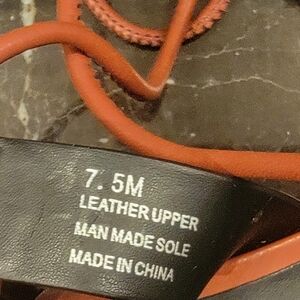 7. 5M
LEATHER UPPER
MAN MADE SOLE
MADE IN CHINA